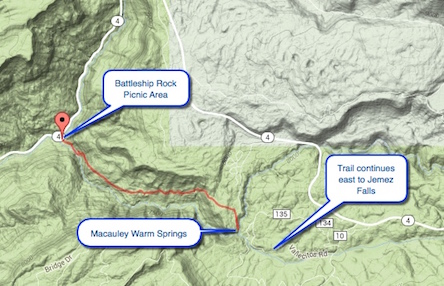 4
Battleship Rock
Picnic Area
4
4
Trail continues
east to Jemez
Falls
135
134
4
10
Macauley Warm Springs
Vallecitos Rd
Bridge Dr